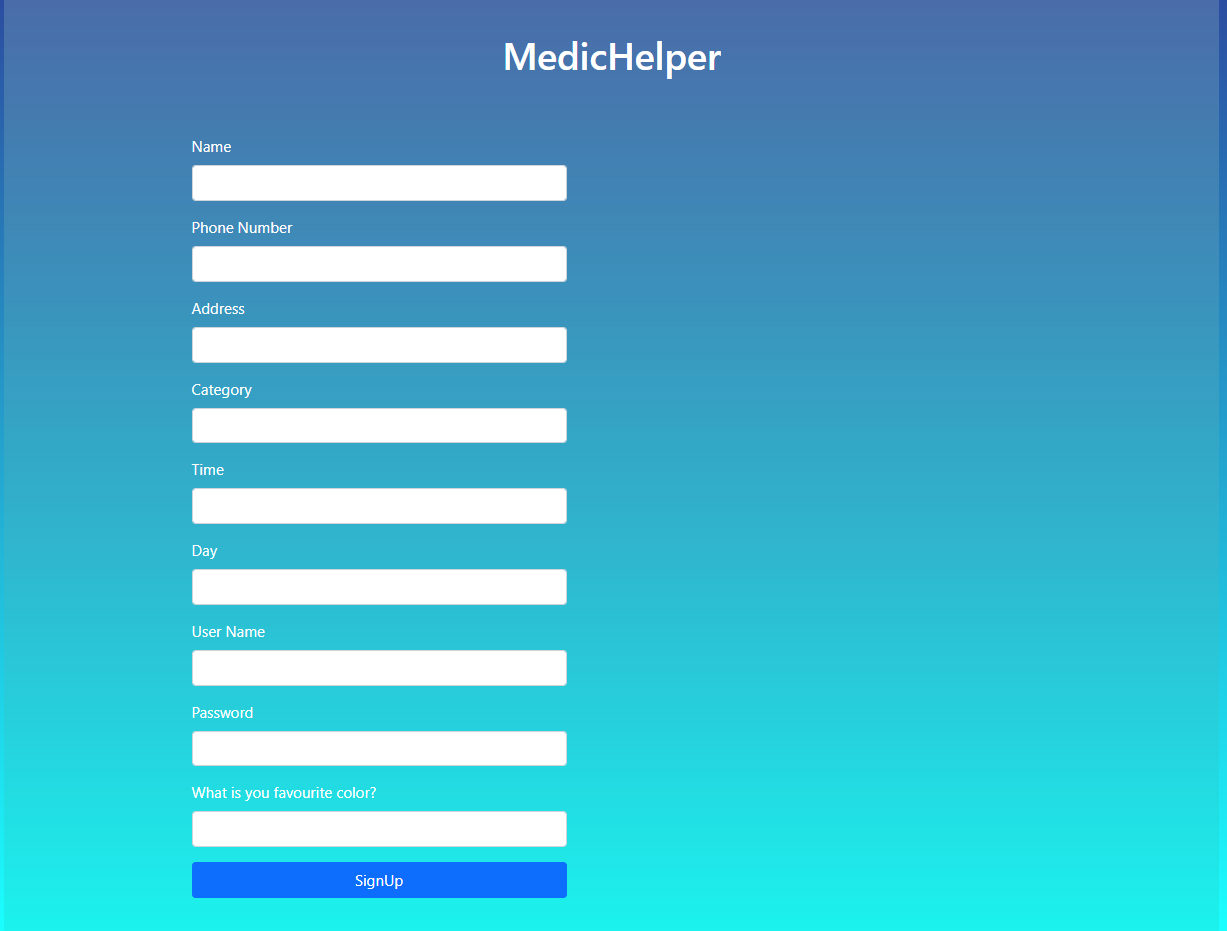 MedicHelper
Name
Phone Number
Address
Category
Time
Day
User Name
Password
What is you favourite color?
SignUp